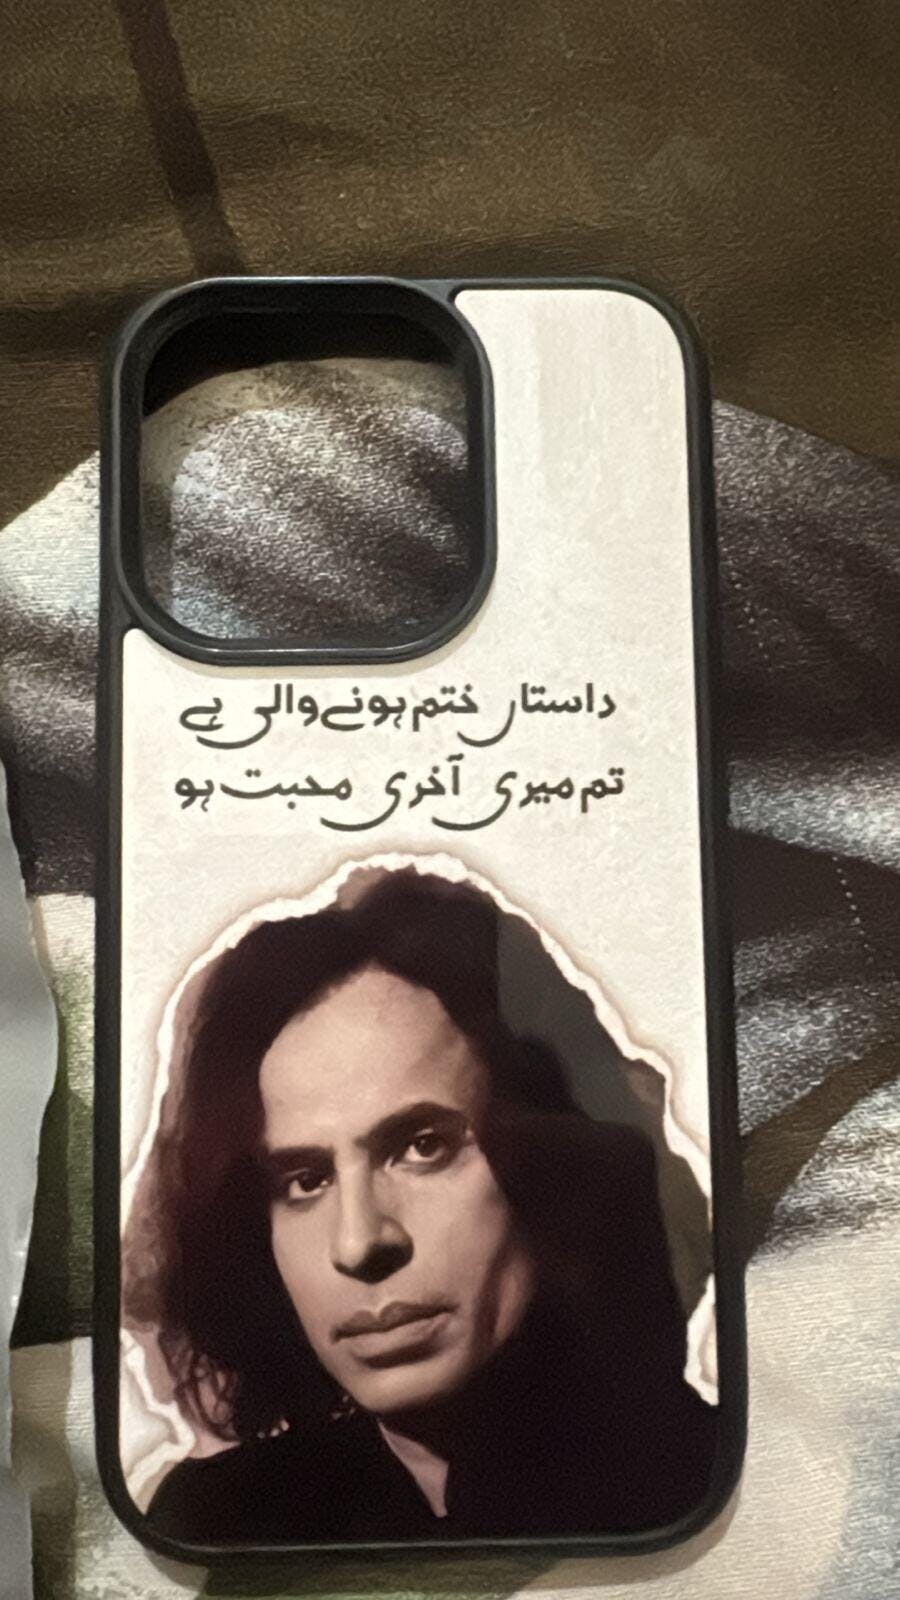 داستاں ختم ہونے والی ہے
تم میری آخری محبت ہو